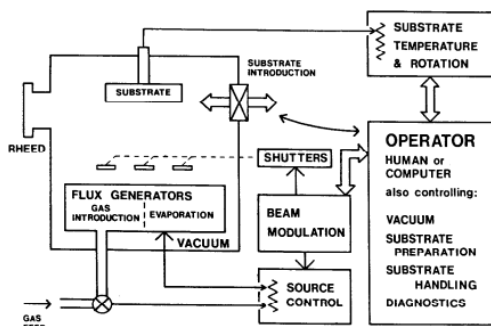 SUBSTRATE
TEMPERATURE
& ROTATION
SUBSTRATE
INTRODUCTION
SUBSTRATE
RHEED
OPERATOR
HUMAN or
COMPUTER
also controlling:
VACUUM
SUBSTRATE
PREPARATION
SUBSTRATE
HANDLING
DIAGNOSTICS
SHUTTERS
FLUX GENERATORS
GAS
INTRODUCTION
EVAPORATION
VACUUM
BEAM
MODULATION
SOURCE
CONTROL
GAS